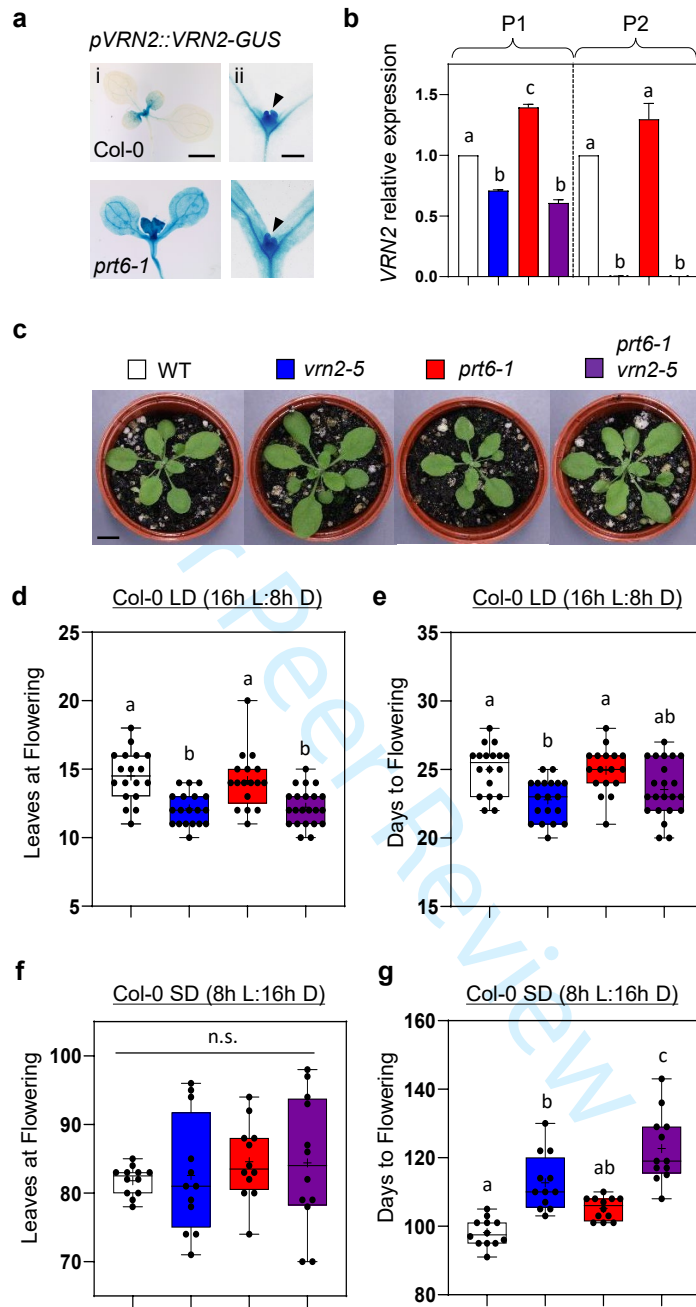 a
pVRN2::VRN2-GUS
i
ii
Col-0
prt6-1
b
P1
P2
VRN2 relative expression
1.5
1.0
0.5
0.0
a
b
c
b
a
b
a
b
c
WT
vrn2-5
prt6-1
prt6-1
vrn2-5
d
Col-0 LD (16h L:8h D)
Leaves at Flowering
25
20
15
10
5
a
b
a
b
e
Col-0 LD (16h L:8h D)
Days to Flowering
35
30
25
20
15
a
b
a
ab
f
Col-0 SD (8h L:16h D)
Leaves at Flowering
100
90
80
70
n.s.
g
Col-0 SD (8h L:16h D)
Days to Flowering
160
140
120
100
80
a
b
ab
c
r Peer Review